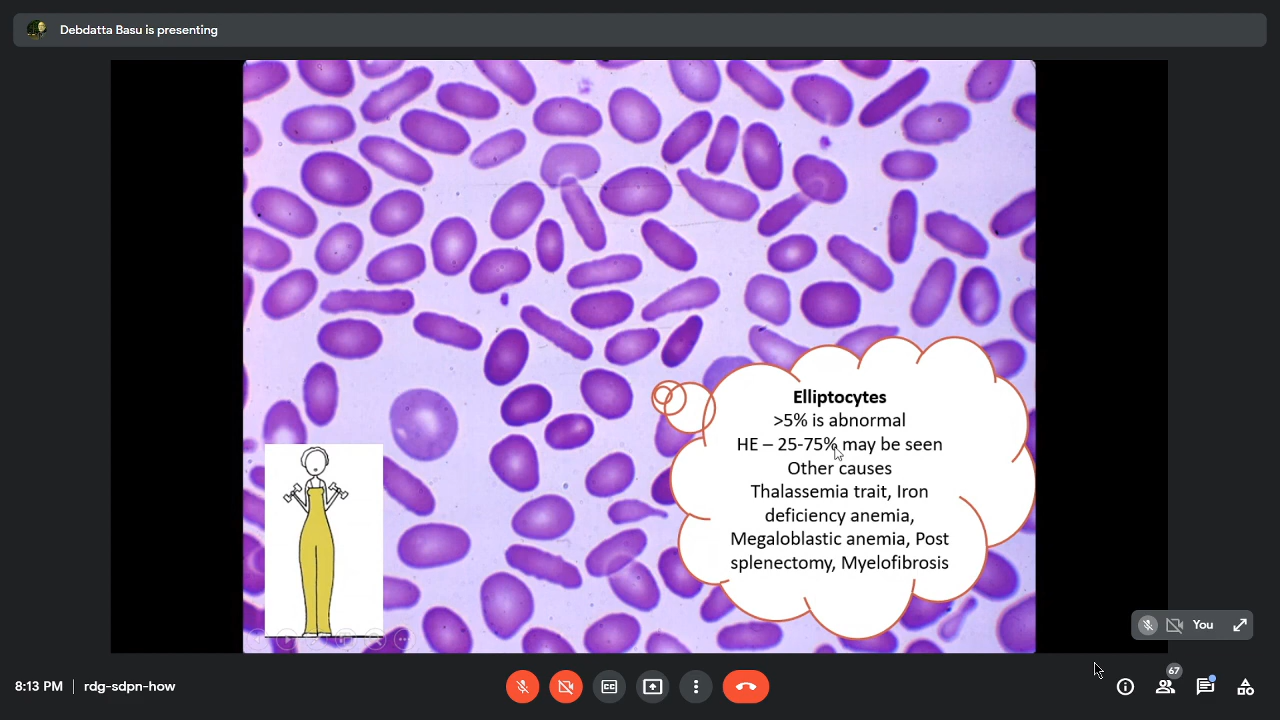 Debdatta Basu is presenting
Elliptocytes
>5% is abnormal
HE – 25-75% may be seen
Other causes
Thalassemia trait, Iron
deficiency anemia,
Megaloblastic anemia, Post
splenectomy, Myelofibrosis
You
8:13 PM | rdg-sdpn-how
67